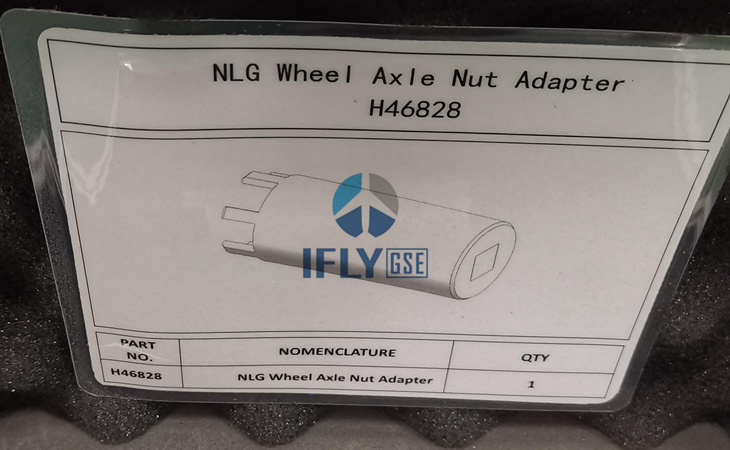 NLG Wheel Axle Nut Adapter
H46828
IFLY GSE
PART NO. NOMENCLATURE QTY
H46828 NLG Wheel Axle Nut Adapter 1